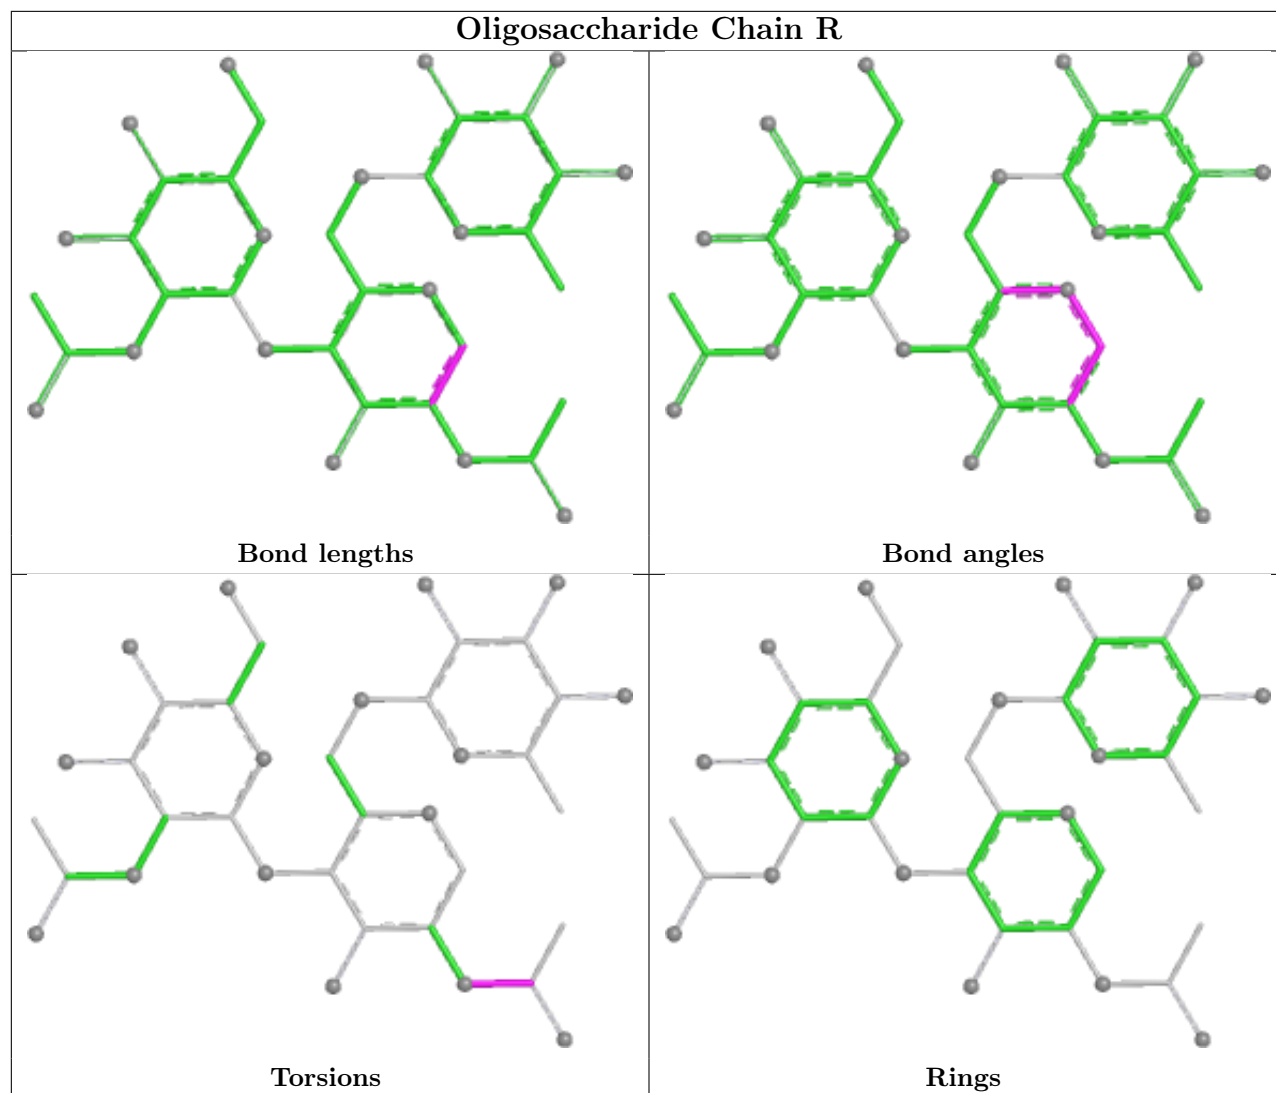 Oligosaccharide Chain R
Bond lengths
Bond angles
Torsions
Rings